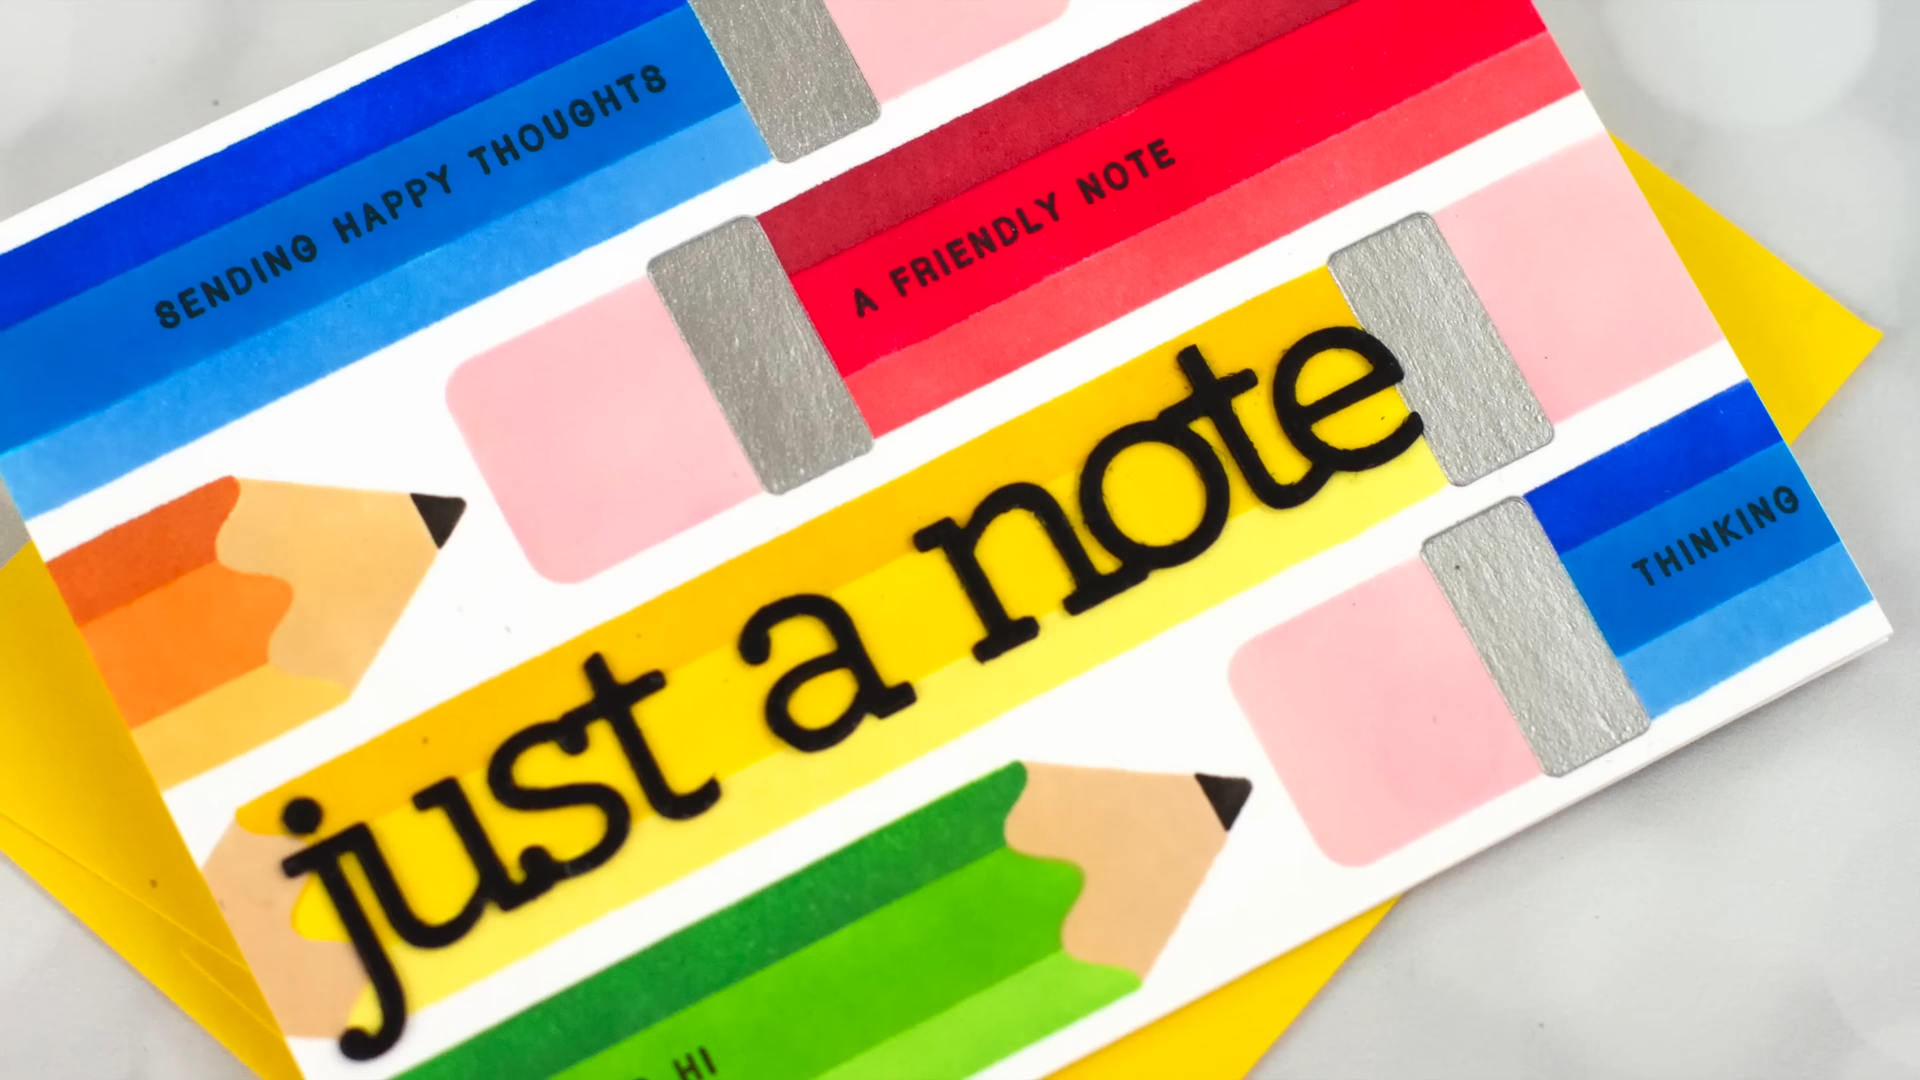 SENDING HAPPY THOUGHTS
A FRIENDLY NOTE
just a note
THINKING
HI